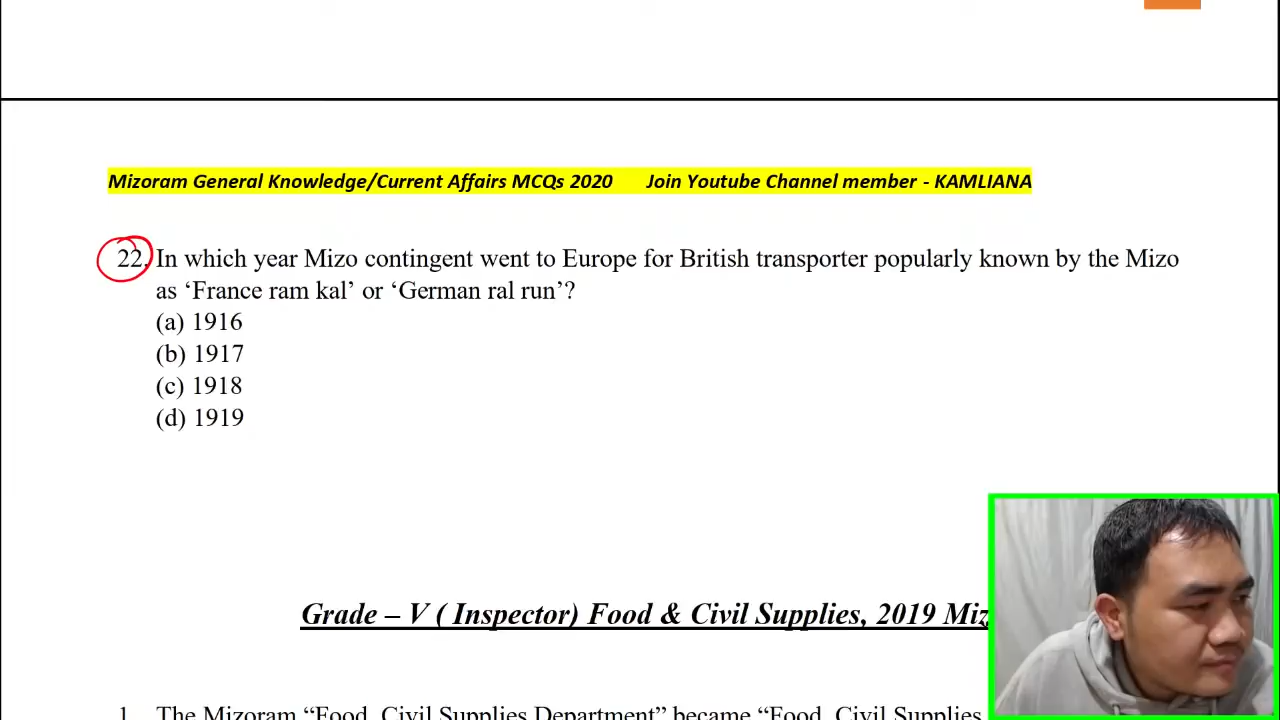 Mizoram General Knowledge/Current Affairs MCQs 2020 Join Youtube Channel member - KAMLIANA
22. In which year Mizo contingent went to Europe for British transporter popularly known by the Mizo
as ‘France ram kal’ or ‘German ral run’?
(a) 1916
(b) 1917
(c) 1918
(d) 1919
Grade – V ( Inspector) Food & Civil Supplies, 2019
1. The Mizoram “Food, Civil Supplies Department” became “Food, Civil Supplies